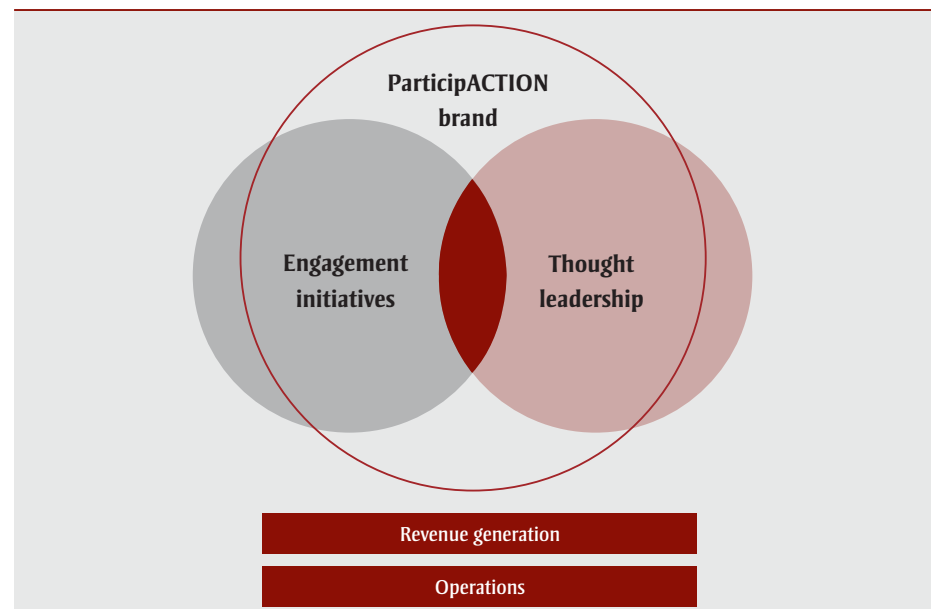 ParticipACTION
brand
Engagement
initiatives
Thought
leadership
Revenue generation
Operations